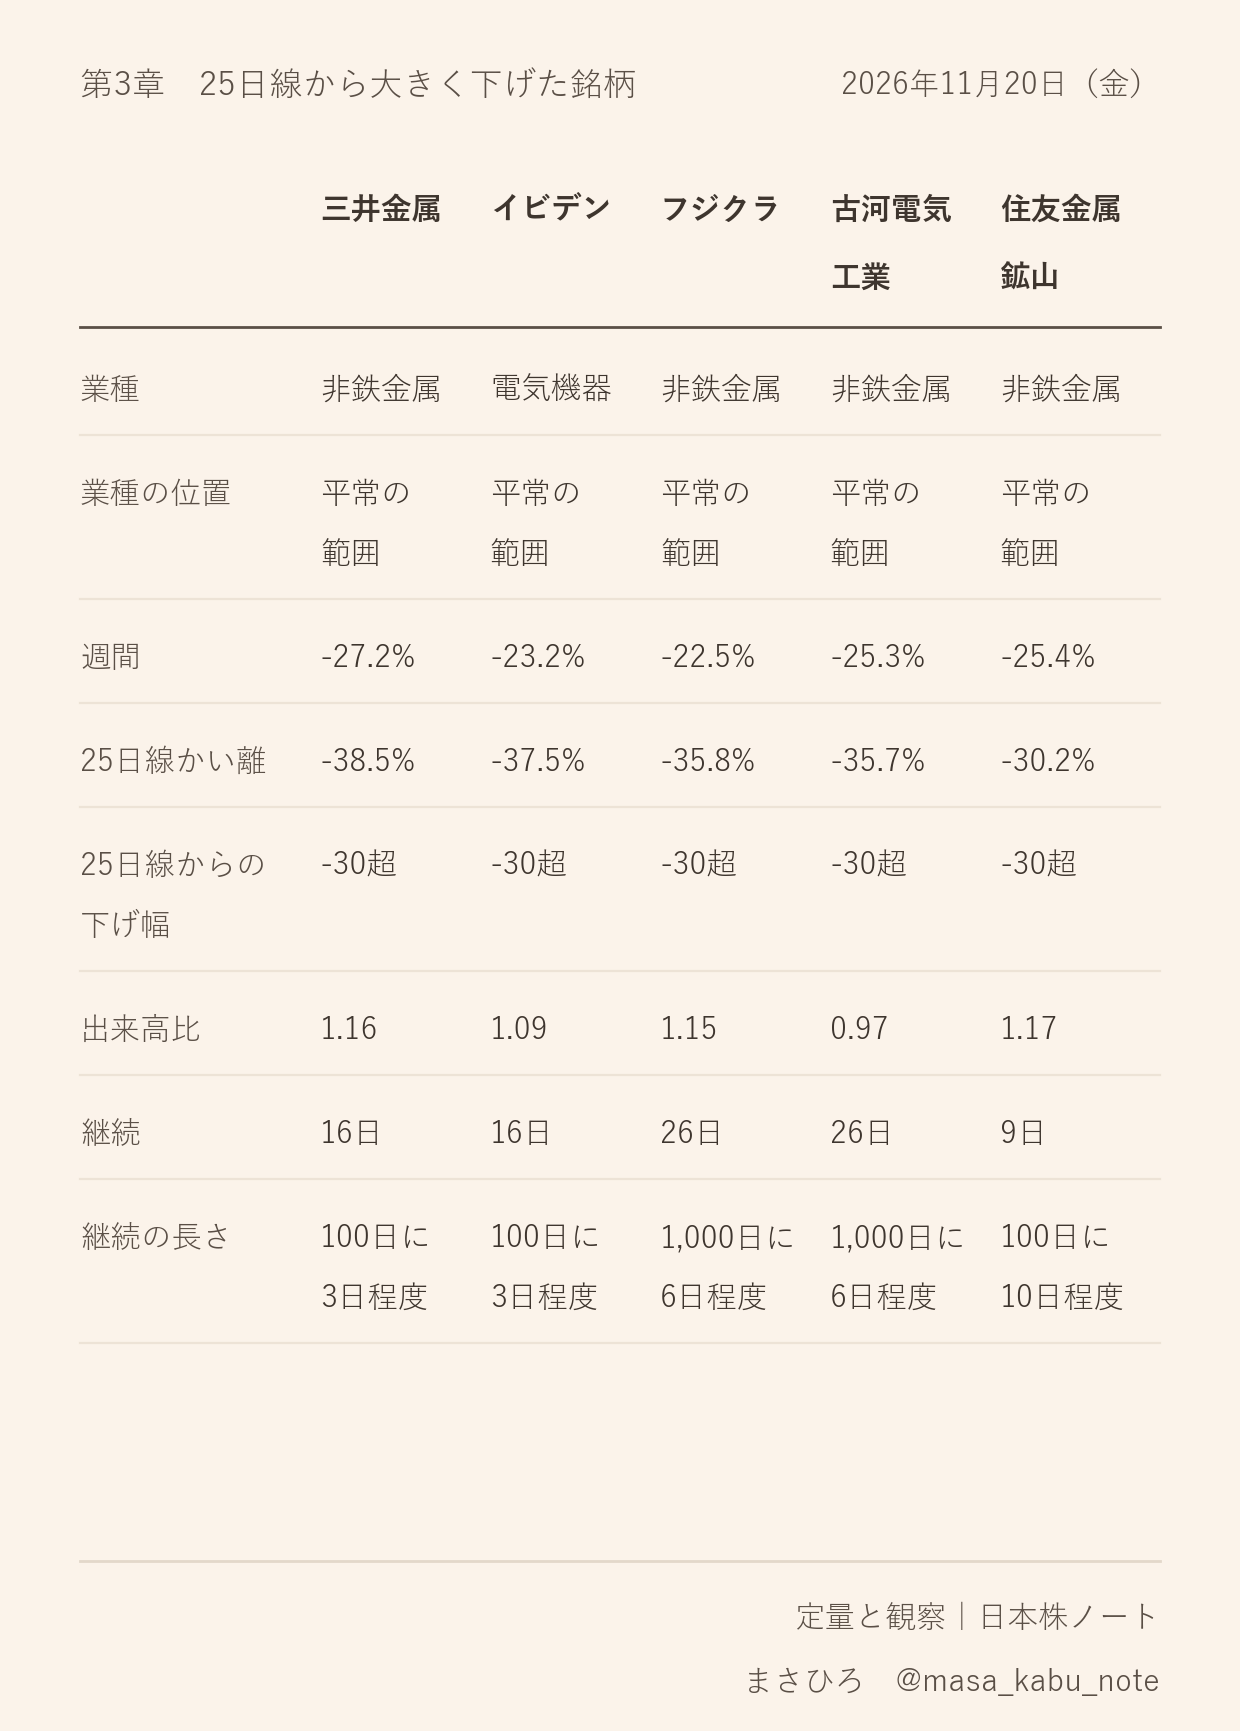 第3章　25日線から大きく下げた銘柄　2026年11月20日（金）
三井金属　イビデン　フジクラ　古河電気　住友金属
工業　鉱山
業種　非鉄金属　電気機器　非鉄金属　非鉄金属　非鉄金属
業種の位置　平常の　平常の　平常の　平常の　平常の
範囲　範囲　範囲　範囲　範囲
週間　-27.2%　-23.2%　-22.5%　-25.3%　-25.4%
25日線かい離　-38.5%　-37.5%　-35.8%　-35.7%　-30.2%
25日線からの　-30超　-30超　-30超　-30超　-30超
下げ幅
出来高比　1.16　1.09　1.15　0.97　1.17
継続　16日　16日　26日　26日　9日
継続の長さ　100日に　100日に　1,000日に　1,000日に　100日に
3日程度　3日程度　6日程度　6日程度　10日程度
定量と観察｜日本株ノート
まさひろ　@masa_kabu_note